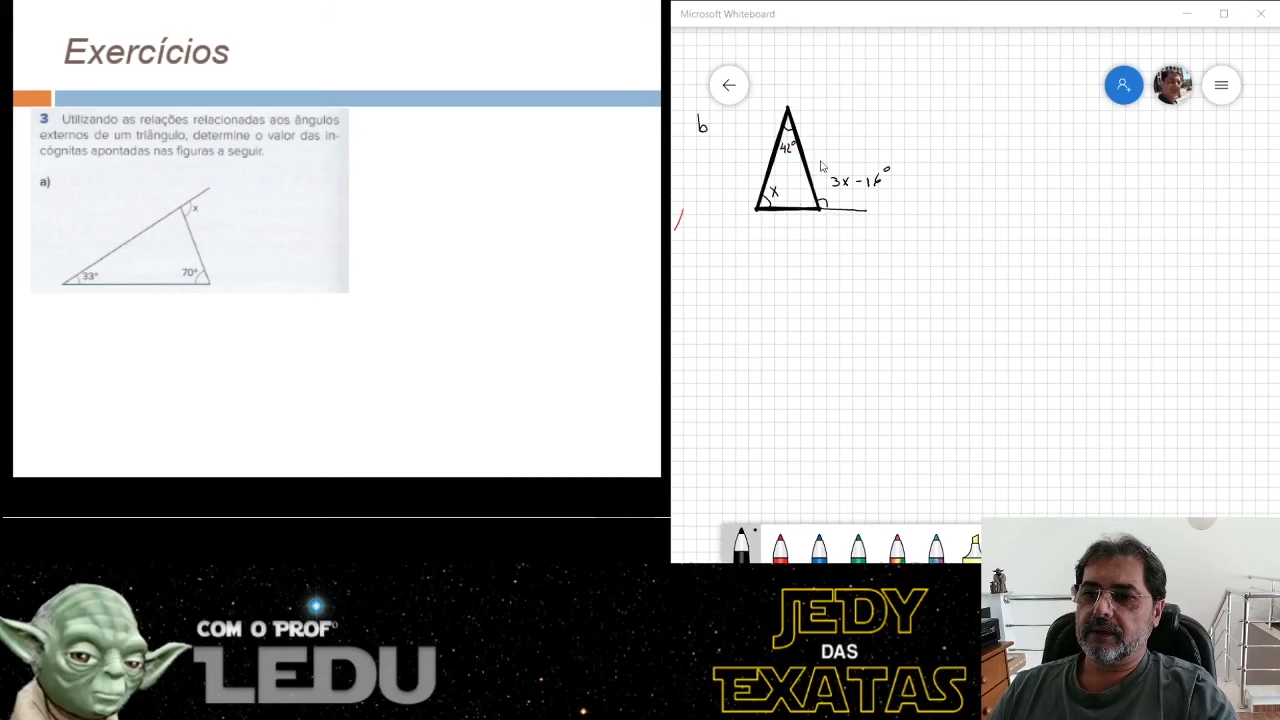 Exercícios
3 Utilizando as relações relacionadas aos ângulos
externos de um triângulo, determine o valor das in-
cógnitas apontadas nas figuras a seguir.
a)
x
33°
70°
Microsoft Whiteboard
b
42°
x
3x-16°
COM O PROFº
LEDU
JEDY
DAS
EXATAS